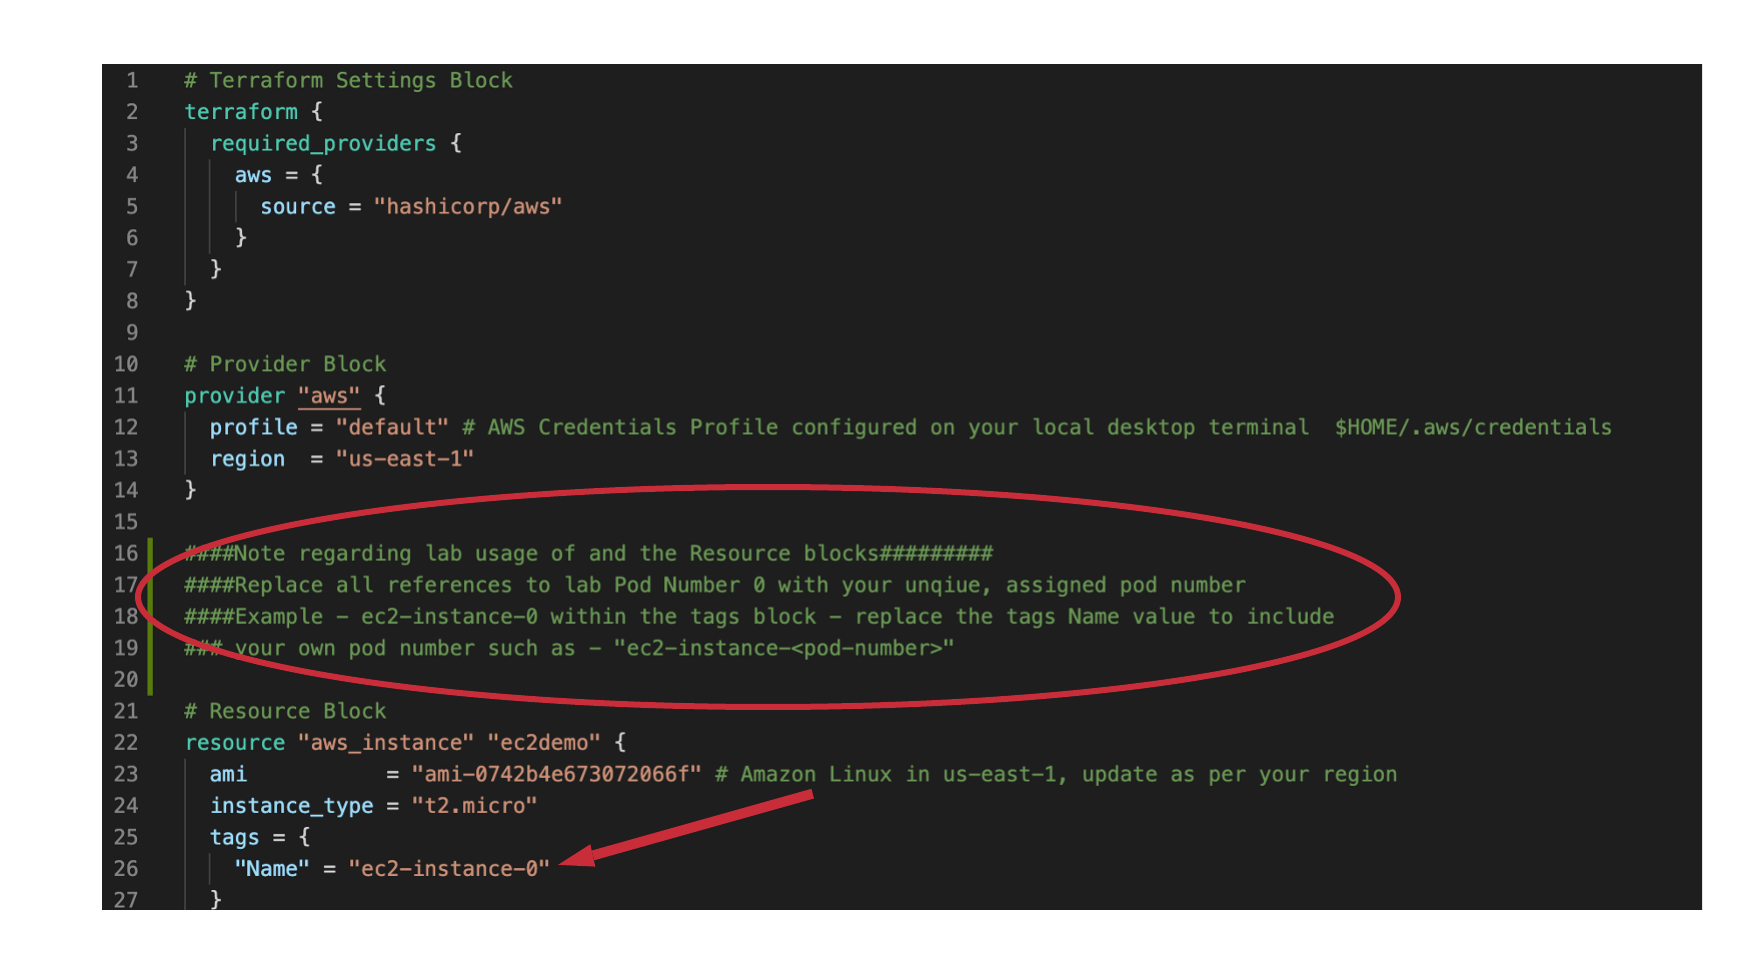 1 # Terraform Settings Block
2 terraform {
3 required_providers {
4 aws = {
5 source = "hashicorp/aws"
6 }
7 }
8 }
9
10 # Provider Block
11 provider "aws" {
12 profile = "default" # AWS Credentials Profile configured on your local desktop terminal  $HOME/.aws/credentials
13 region  = "us-east-1"
14 }
15
16 ####Note regarding lab usage of and the Resource blocks#########
17 ####Replace all references to lab Pod Number 0 with your unqiue, assigned pod number
18 ####Example - ec2-instance-0 within the tags block - replace the tags Name value to include
19 ### your own pod number such as - "ec2-instance-<pod-number>"
20
21 # Resource Block
22 resource "aws_instance" "ec2demo" {
23 ami           = "ami-0742b4e673072066f" # Amazon Linux in us-east-1, update as per your region
24 instance_type = "t2.micro"
25 tags = {
26 "Name" = "ec2-instance-0"
27 }